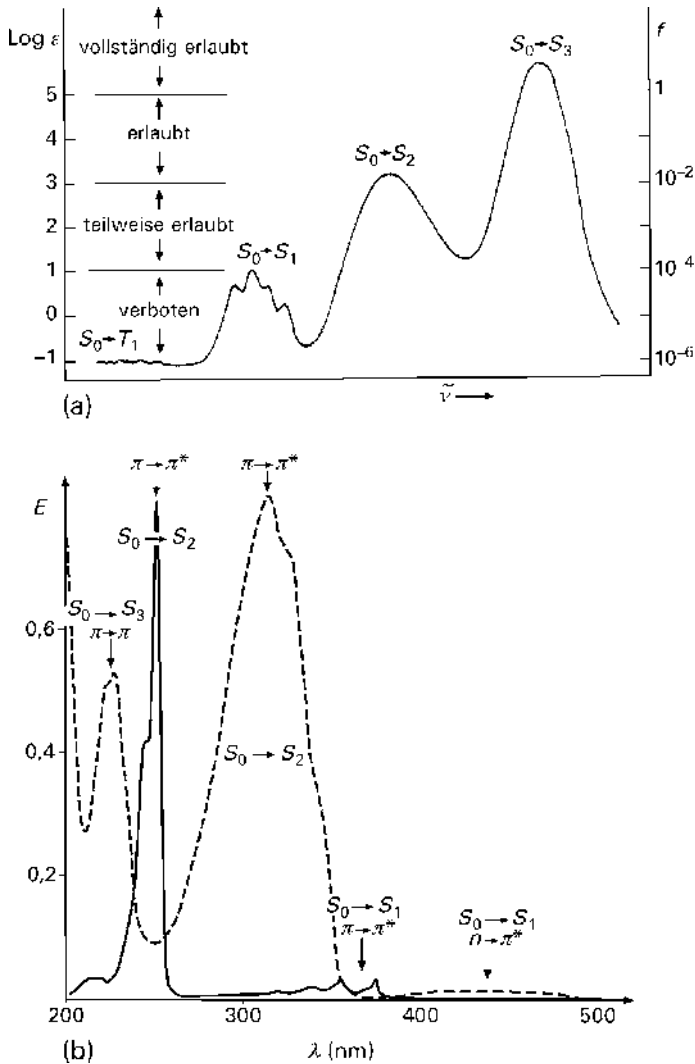 Log ε
f
vollständig erlaubt
S₀→S₃
5
1
erlaubt
4
S₀→S₂
3
10⁻²
teilweise erlaubt
2
S₀→S₁
1
10⁻⁴
verboten
0
S₀→T₁
−1
10⁻⁶
(a)
ṽ
π→π*
π→π*
E
S₀→S₂
0,6
S₀→S₃
π→π
0,4
S₀→S₂
0,2
S₀→S₁
π→π*
S₀→S₁
n→π*
200
300
400
500
(b)
λ (nm)